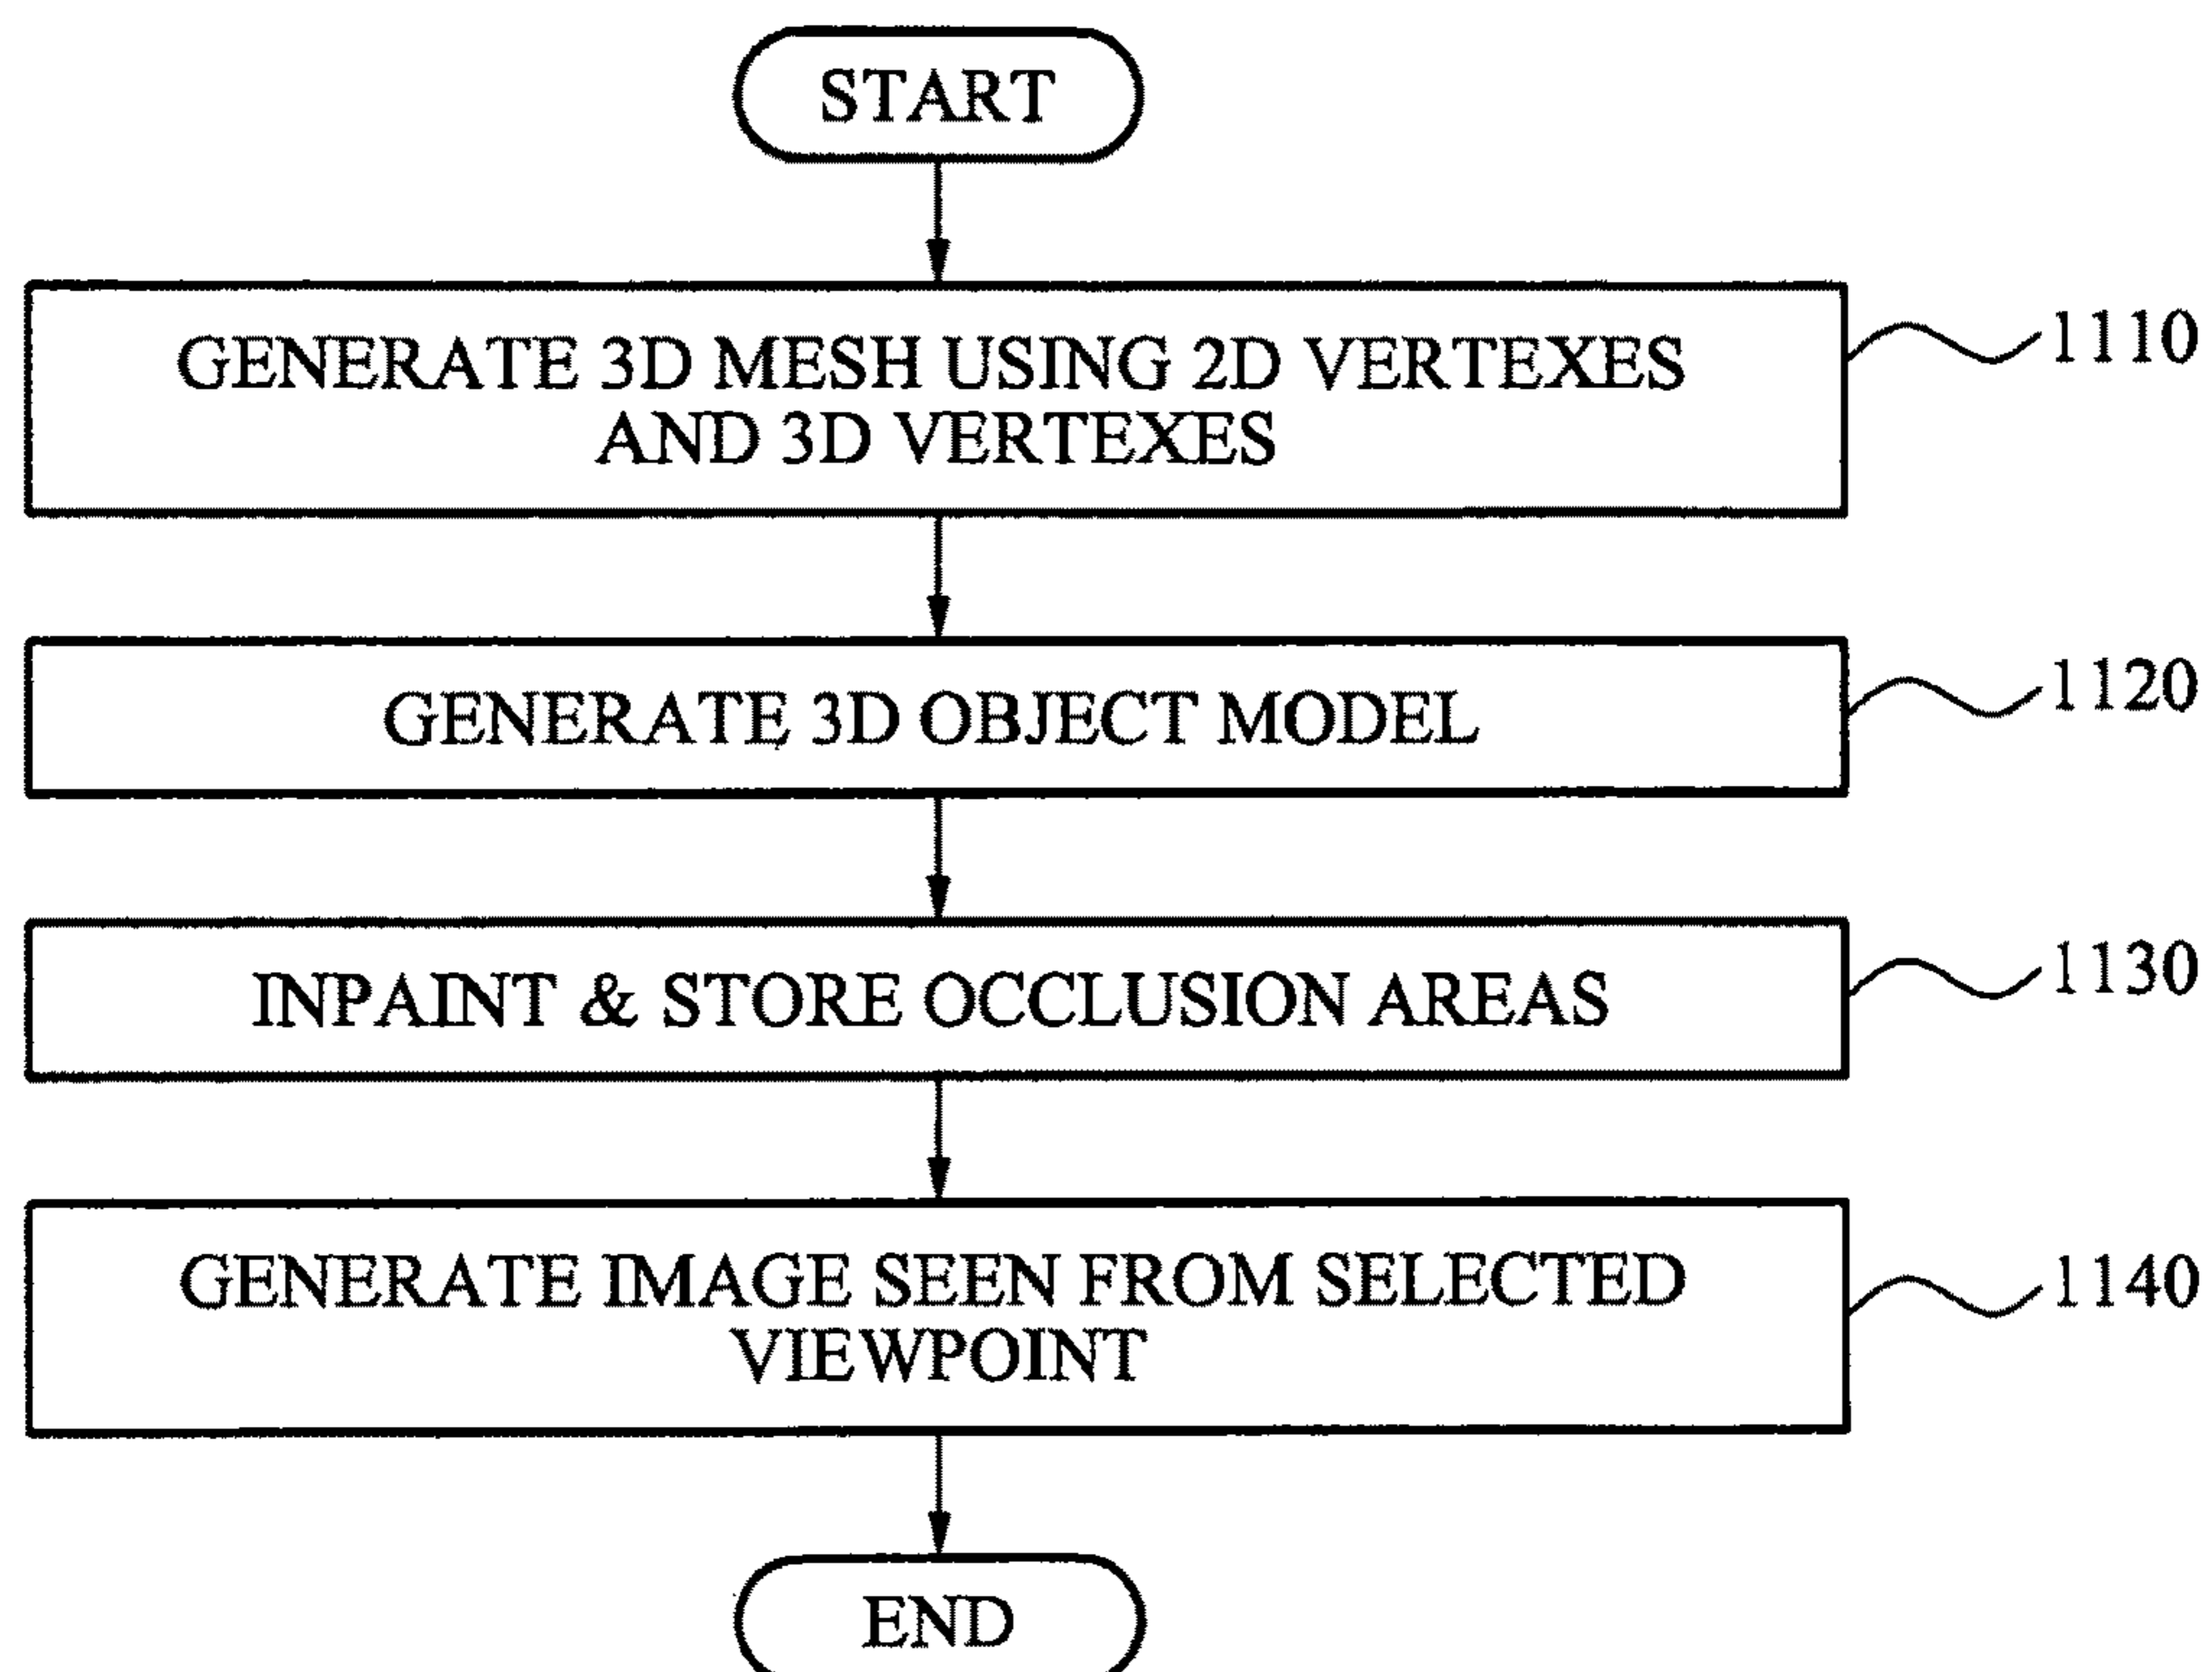 START
GENERATE 3D MESH USING 2D VERTEXES
AND 3D VERTEXES
1110
GENERATE 3D OBJECT MODEL
1120
INPAINT & STORE OCCLUSION AREAS
1130
GENERATE IMAGE SEEN FROM SELECTED
VIEWPOINT
1140
END